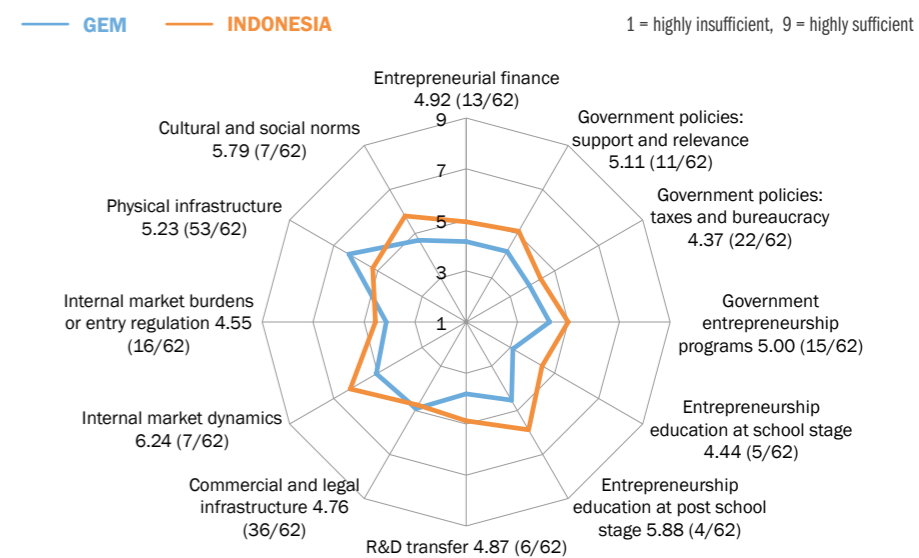 GEM
INDONESIA
1 = highly insufficient, 9 = highly sufficient
Entrepreneurial finance
4.92 (13/62)
Government policies:
support and relevance
5.11 (11/62)
Government policies:
taxes and bureaucracy
4.37 (22/62)
Government
entrepreneurship
programs 5.00 (15/62)
Entrepreneurship
education at school stage
4.44 (5/62)
Entrepreneurship
education at post school
stage 5.88 (4/62)
R&D transfer 4.87 (6/62)
Commercial and legal
infrastructure 4.76
(36/62)
Internal market dynamics
6.24 (7/62)
Internal market burdens
or entry regulation 4.55
(16/62)
Physical infrastructure
5.23 (53/62)
Cultural and social norms
5.79 (7/62)
9
7
5
3
1